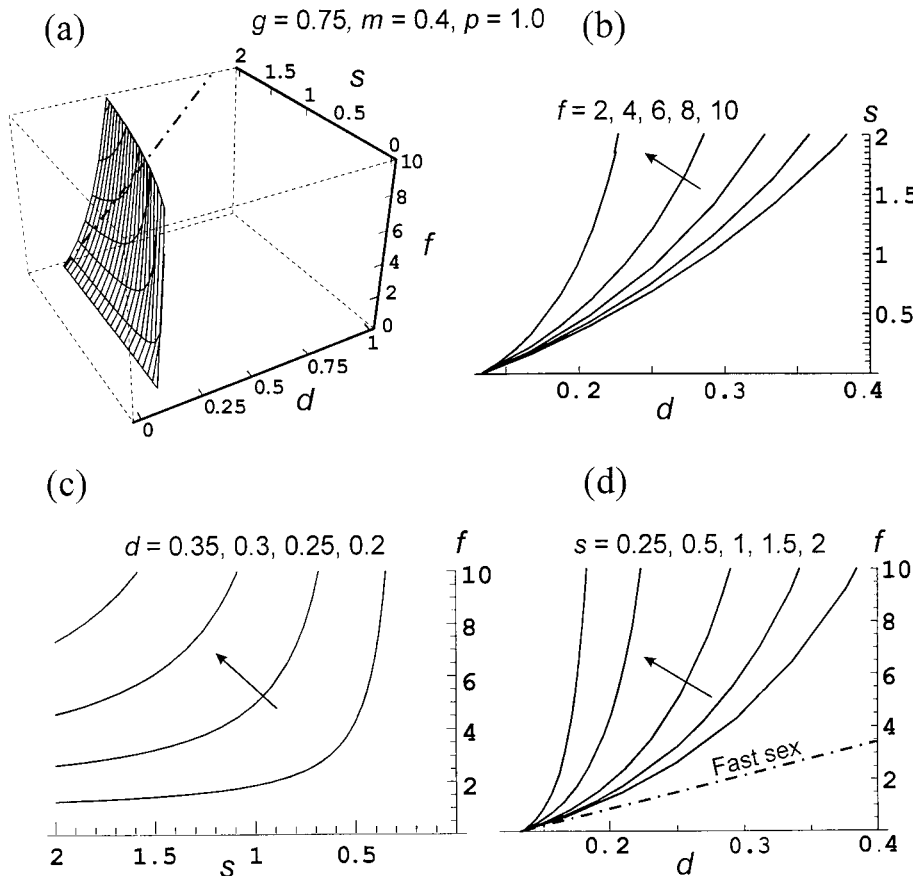 (a)
g = 0.75, m = 0.4, p = 1.0
2
1.5
s
1
0.5
0
10
8
6
f
4
2
0
1
0.75
0.5
d
0.25
0
(b)
f = 2, 4, 6, 8, 10
s
2
1.5
1
0.5
0.2
d
0.3
0.4
(c)
d = 0.35, 0.3, 0.25, 0.2
f
10
8
6
4
2
2
1.5
s
1
0.5
(d)
s = 0.25, 0.5, 1, 1.5, 2
f
10
8
6
4
Fast sex
2
0.2
d
0.3
0.4